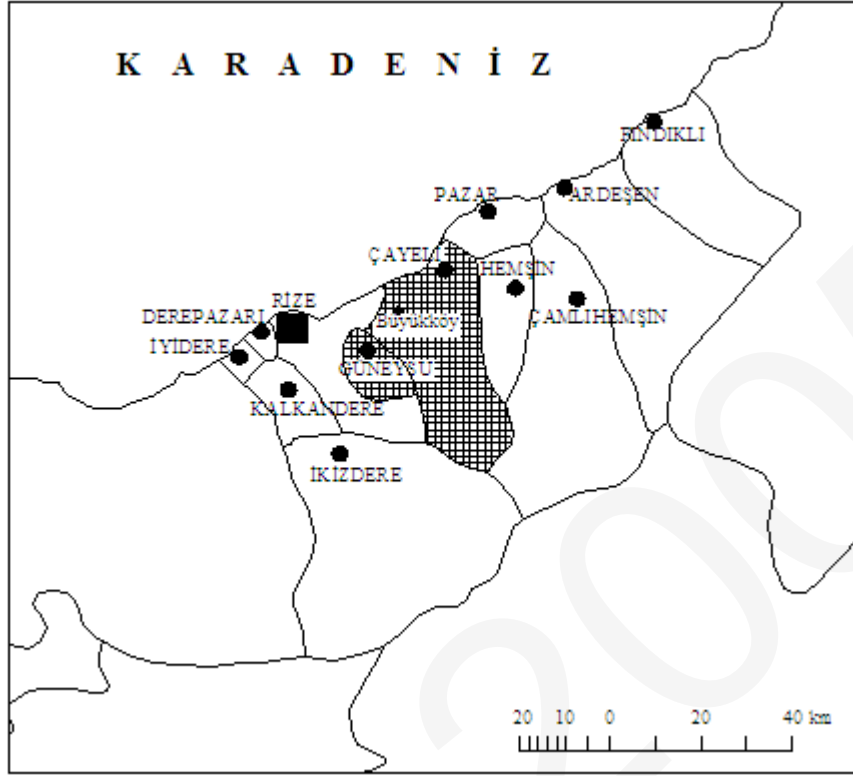 K A R A D E N İ Z
FINDIKLI
PAZAR
ARDEŞEN
ÇAYELİ
HEMŞİN
RİZE
ÇAMLIHEMŞİN
DEREPAZARI
Büyükköy
İYİDERE
GÜNEYSU
KALKANDERE
İKİZDERE
20 10 0 20 40 km